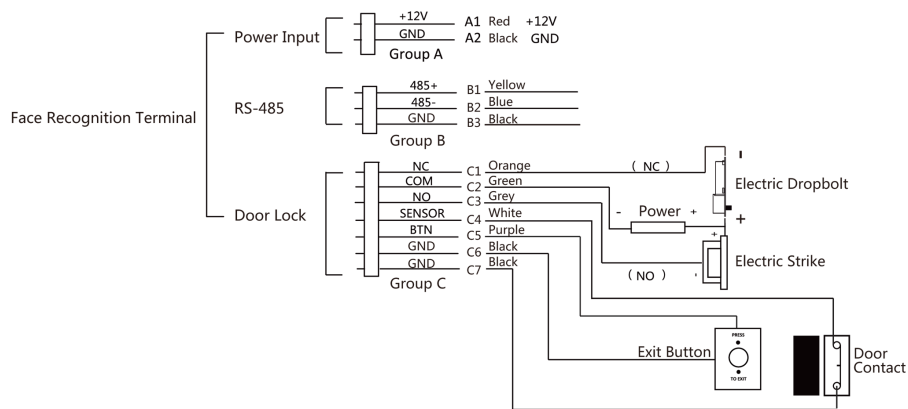 Face Recognition Terminal
Power Input
+12V A1 Red +12V
GND A2 Black GND
Group A
RS-485
485+ B1 Yellow
485- B2 Blue
GND B3 Black
Group B
Door Lock
NC C1 Orange ( NC )
COM C2 Green
NO C3 Grey
SENSOR C4 White
BTN C5 Purple
GND C6 Black
GND C7 Black
Group C
-
Electric Dropbolt
+
- Power +
+
Electric Strike
-
( NO )
PRESS
TO EXIT
Exit Button
Door
Contact